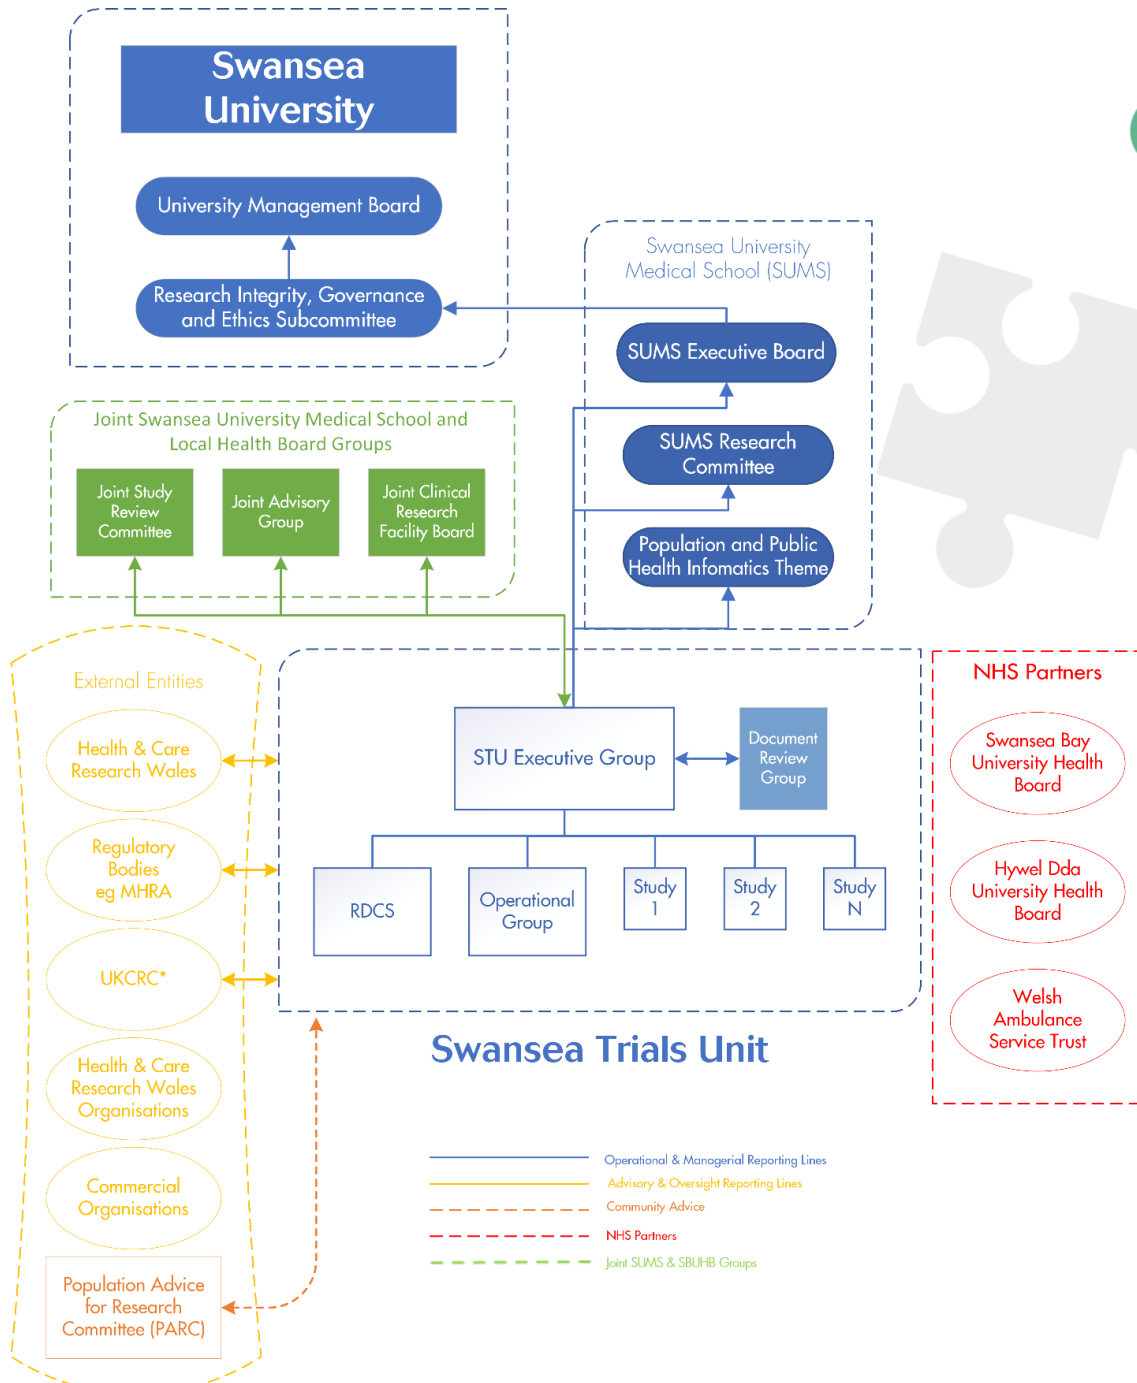 Swansea
University
University Management Board
Research Integrity, Governance
and Ethics Subcommittee
Swansea University
Medical School (SUMS)
SUMS Executive Board
SUMS Research
Committee
Population and Public
Health Infomatics Theme
Joint Swansea University Medical School and
Local Health Board Groups
Joint Study
Review
Committee
Joint Advisory
Group
Joint Clinical
Research
Facility Board
External Entities
Health & Care
Research Wales
Regulatory
Bodies
eg MHRA
UKCRC*
Health & Care
Research Wales
Organisations
Commercial
Organisations
Population Advice
for Research
Committee (PARC)
STU Executive Group
Document
Review
Group
RDCS
Operational
Group
Study
1
Study
2
Study
N
Swansea Trials Unit
NHS Partners
Swansea Bay
University Health
Board
Hywel Dda
University Health
Board
Welsh
Ambulance
Service Trust
Operational & Managerial Reporting Lines
Advisory & Oversight Reporting Lines
Community Advice
NHS Partners
Joint SUMS & SBUHB Groups